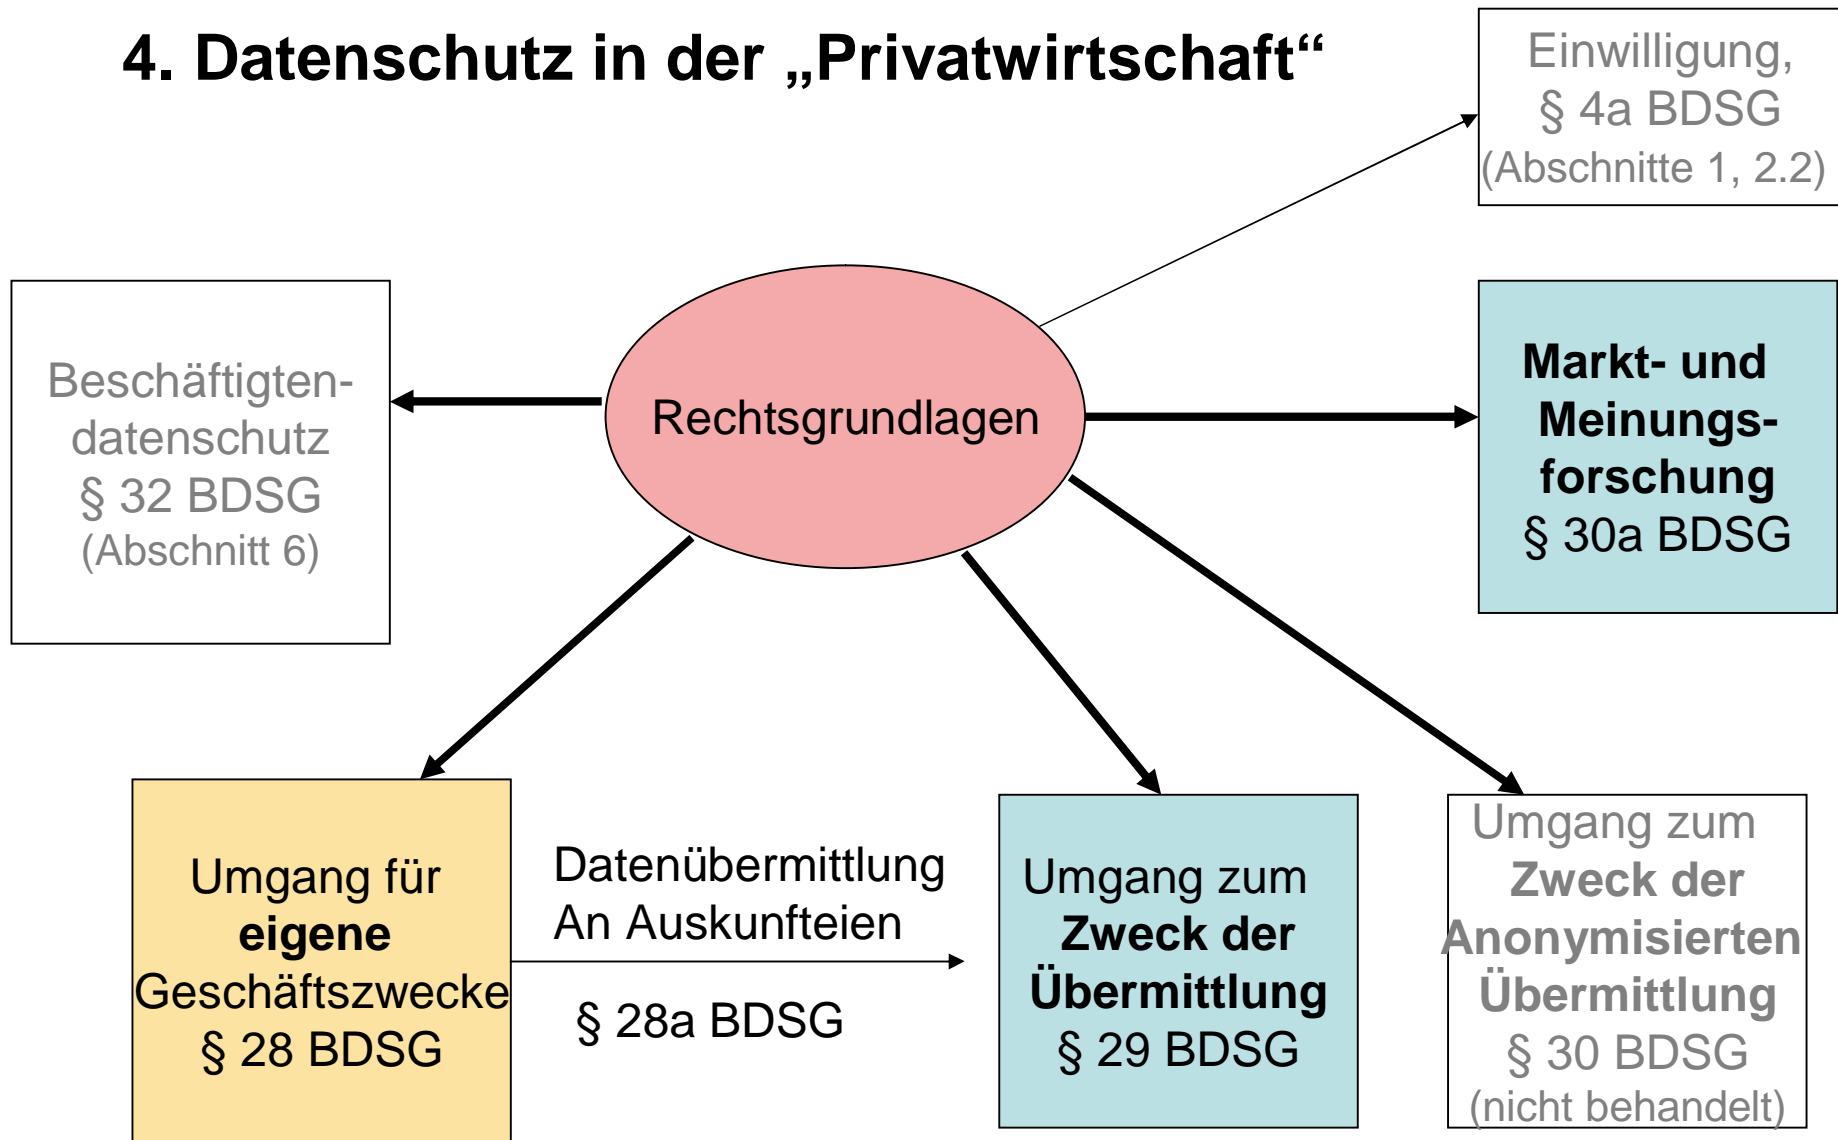 4. Datenschutz in der „Privatwirtschaft“
Einwilligung,
§ 4a BDSG
(Abschnitte 1, 2.2)
Beschäftigten-
datenschutz
§ 32 BDSG
(Abschnitt 6)
Rechtsgrundlagen
Markt- und
Meinungs-
forschung
§ 30a BDSG
Umgang für
eigene
Geschäftszwecke
§ 28 BDSG
Datenübermittlung
An Auskunfteien
§ 28a BDSG
Umgang zum
Zweck der
Übermittlung
§ 29 BDSG
Umgang zum
Zweck der
Anonymisierten
Übermittlung
§ 30 BDSG
(nicht behandelt)